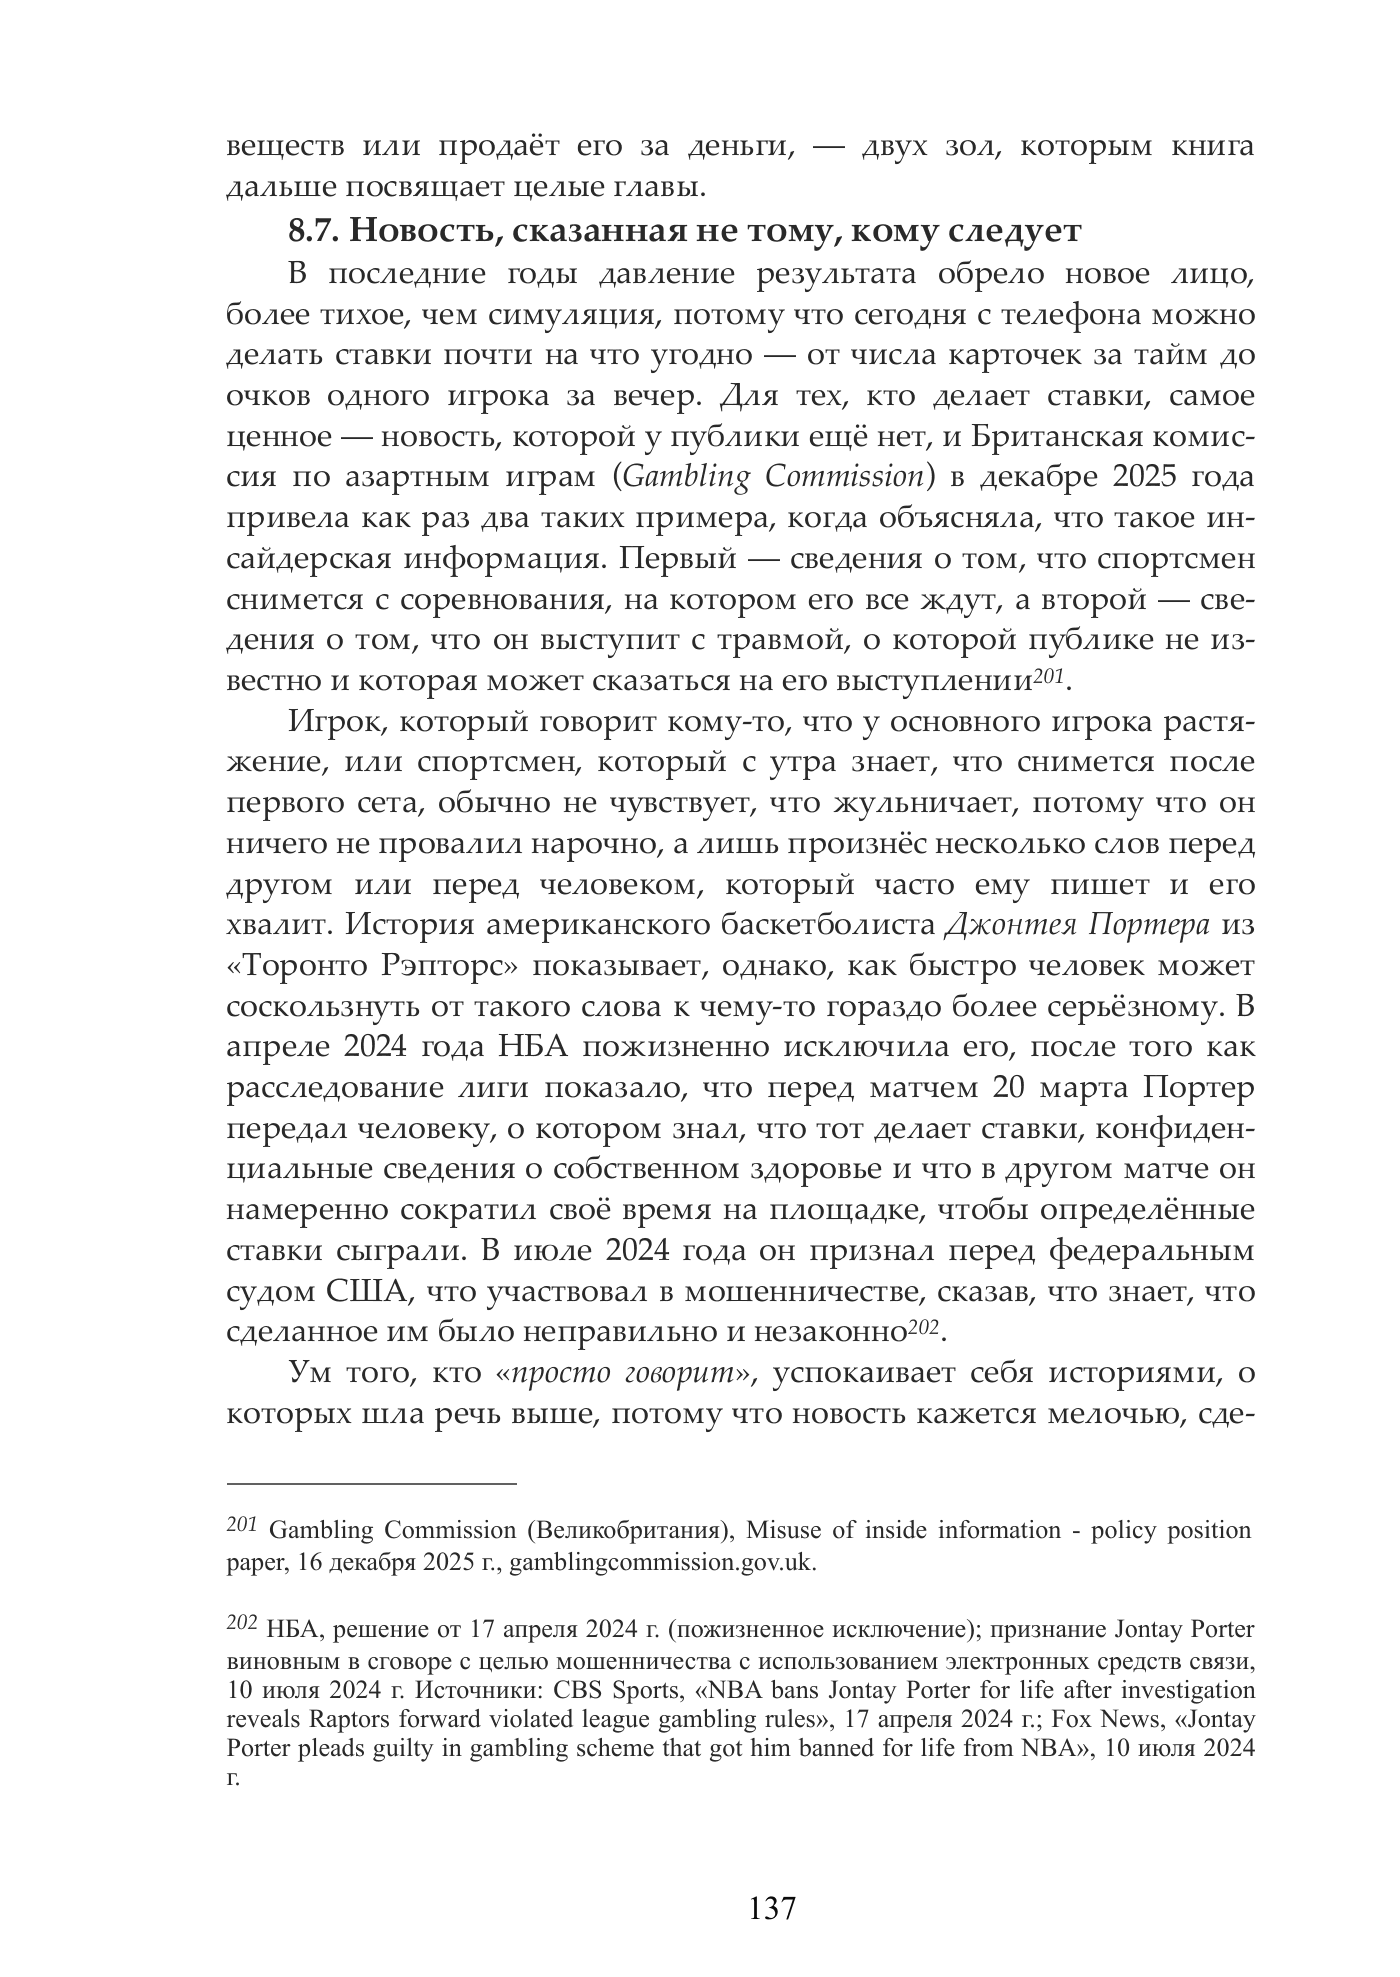 веществ или продаёт его за деньги, — двух зол, которым книга
дальше посвящает целые главы.
8.7. Новость, сказанная не тому, кому следует
В последние годы давление результата обрело новое лицо,
более тихое, чем симуляция, потому что сегодня с телефона можно
делать ставки почти на что угодно — от числа карточек за тайм до
очков одного игрока за вечер. Для тех, кто делает ставки, самое
ценное — новость, которой у публики ещё нет, и Британская комис-
сия по азартным играм (Gambling Commission) в декабре 2025 года
привела как раз два таких примера, когда объясняла, что такое ин-
сайдерская информация. Первый — сведения о том, что спортсмен
снимется с соревнования, на котором его все ждут, а второй — све-
дения о том, что он выступит с травмой, о которой публике не из-
вестно и которая может сказаться на его выступлении201.
Игрок, который говорит кому-то, что у основного игрока растя-
жение, или спортсмен, который с утра знает, что снимется после
первого сета, обычно не чувствует, что жульничает, потому что он
ничего не провалил нарочно, а лишь произнёс несколько слов перед
другом или перед человеком, который часто ему пишет и его
хвалит. История американского баскетболиста Джонтея Портера из
«Торонто Рэпторс» показывает, однако, как быстро человек может
соскользнуть от такого слова к чему-то гораздо более серьёзному. В
апреле 2024 года НБА пожизненно исключила его, после того как
расследование лиги показало, что перед матчем 20 марта Портер
передал человеку, о котором знал, что тот делает ставки, конфиден-
циальные сведения о собственном здоровье и что в другом матче он
намеренно сократил своё время на площадке, чтобы определённые
ставки сыграли. В июле 2024 года он признал перед федеральным
судом США, что участвовал в мошенничестве, сказав, что знает, что
сделанное им было неправильно и незаконно202.
Ум того, кто «просто говорит», успокаивает себя историями, о
которых шла речь выше, потому что новость кажется мелочью, сде-
201 Gambling Commission (Великобритания), Misuse of inside information - policy position
paper, 16 декабря 2025 г., gamblingcommission.gov.uk.
202 НБА, решение от 17 апреля 2024 г. (пожизненное исключение); признание Jontay Porter
виновным в сговоре с целью мошенничества с использованием электронных средств связи,
10 июля 2024 г. Источники: CBS Sports, «NBA bans Jontay Porter for life after investigation
reveals Raptors forward violated league gambling rules», 17 апреля 2024 г.; Fox News, «Jontay
Porter pleads guilty in gambling scheme that got him banned for life from NBA», 10 июля 2024
г.
137